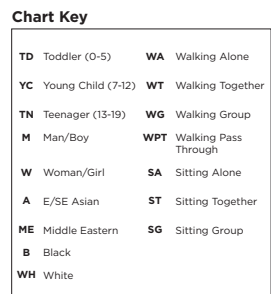 Chart Key
TD Toddler (0-5) WA Walking Alone
YC Young Child (7-12) WT Walking Together
TN Teenager (13-19) WG Walking Group
M Man/Boy WPT Walking Pass
Through
W Woman/Girl SA Sitting Alone
A E/SE Asian ST Sitting Together
ME Middle Eastern SG Sitting Group
B Black
WH White